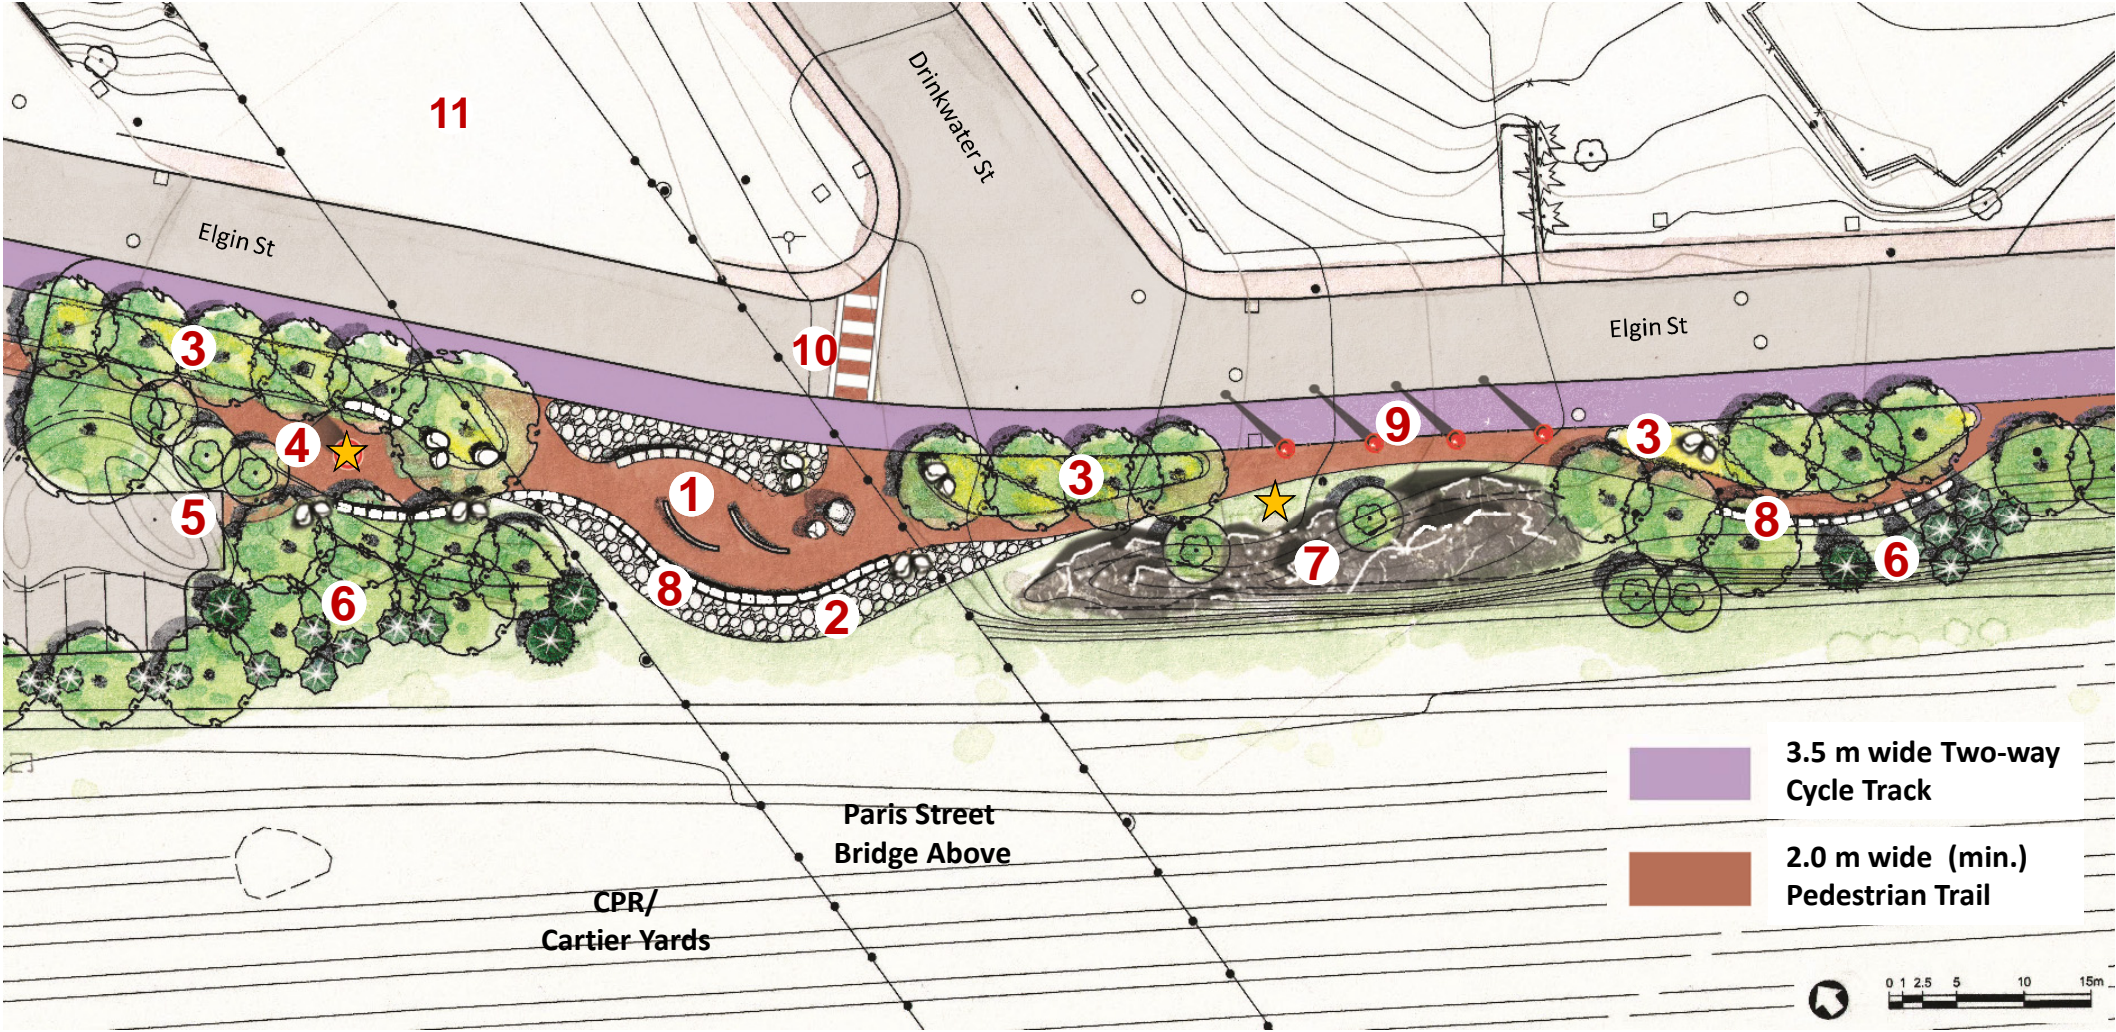 11
Drinkwater St
Elgin St
Elgin St
3
10
9
3
4
3
1
5
8
7
8
6
6
2
3.5 m wide Two-way
Cycle Track
2.0 m wide (min.)
Pedestrian Trail
Paris Street
Bridge Above
CPR/
Cartier Yards
0 1 2.5 5 10 15m